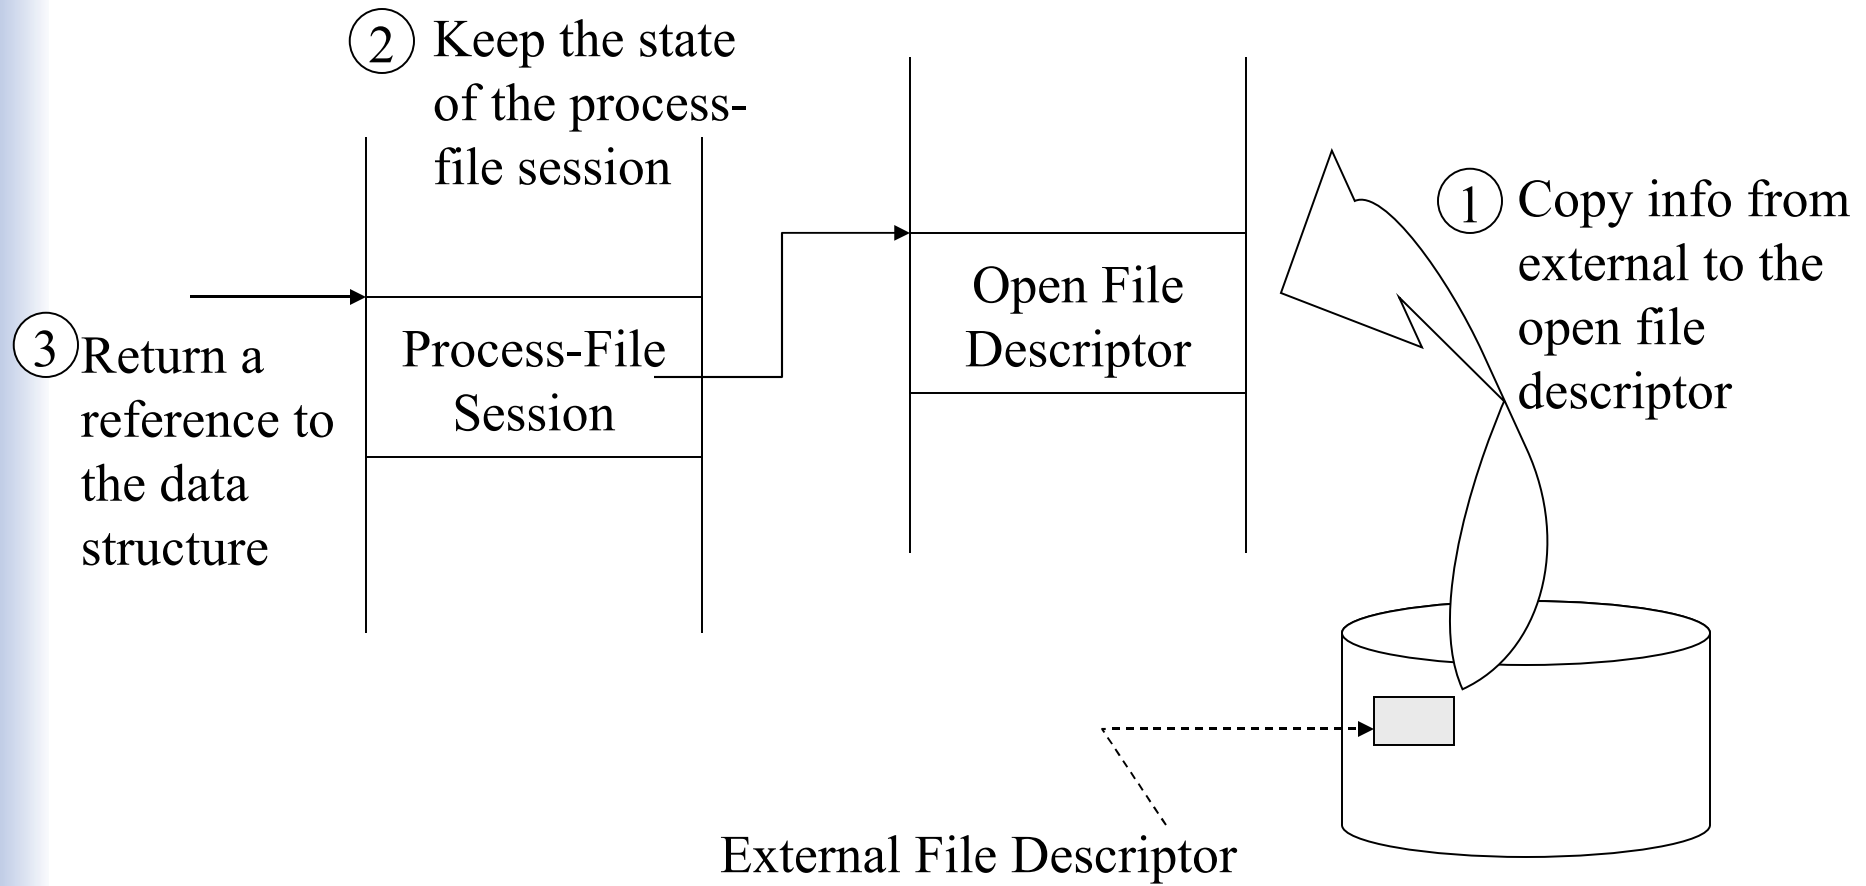 2
Keep the state
of the process-
file session
1
Copy info from
external to the
open file
descriptor
Open File
Descriptor
3
Return a
reference to
the data
structure
Process-File
Session
External File Descriptor